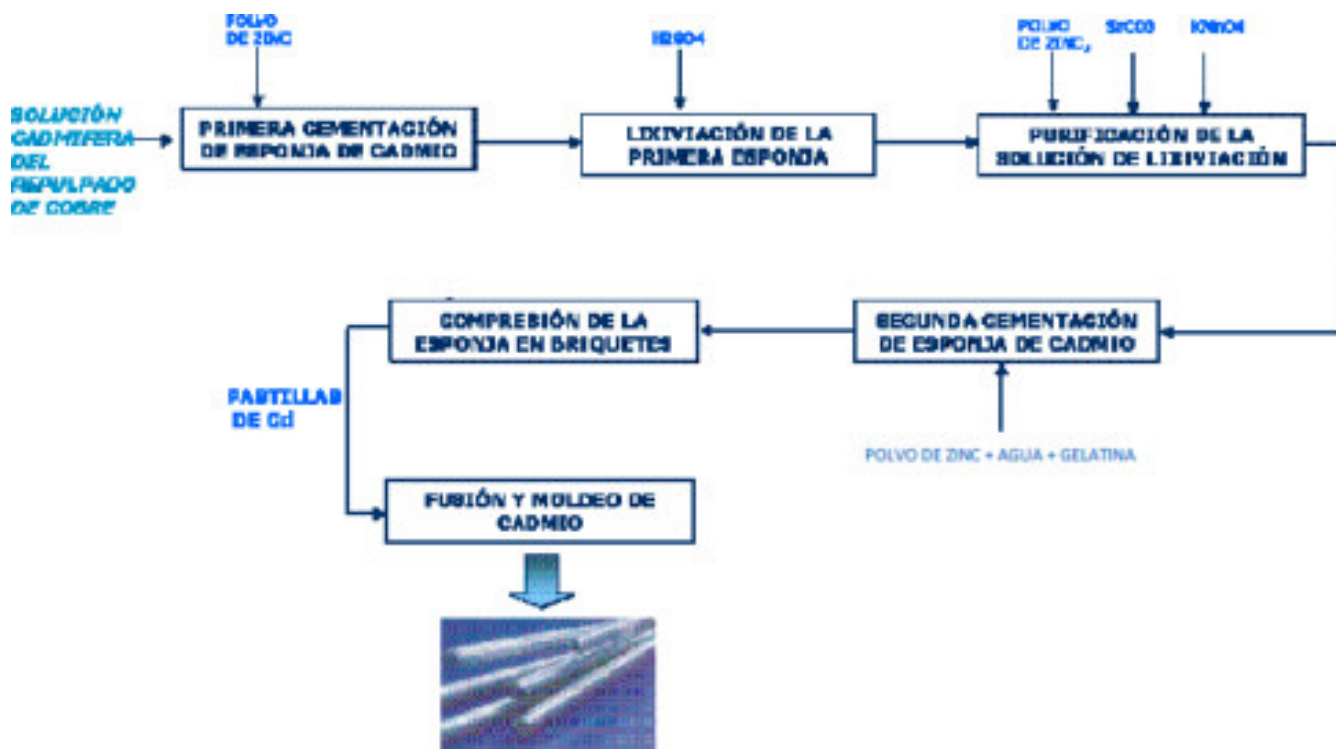 POLVO
DE ZINC
H2SO4
POLVO
DE ZINC,
SrCO3
KMnO4
SOLUCIÓN
CADMIFERA
DEL
REPULPADO
DE COBRE
PRIMERA CEMENTACIÓN
DE ESPONJA DE CADMIO
LIXIVIACIÓN DE LA
PRIMERA ESPONJA
PURIFICACIÓN DE LA
SOLUCIÓN DE LIXIVIACIÓN
COMPRESIÓN DE LA
ESPONJA EN BRIQUETES
SEGUNDA CEMENTACIÓN
DE ESPONJA DE CADMIO
PASTILLAS
DE Cd
POLVO DE ZINC + AGUA + GELATINA
FUSIÓN Y MOLDEO DE
CADMIO